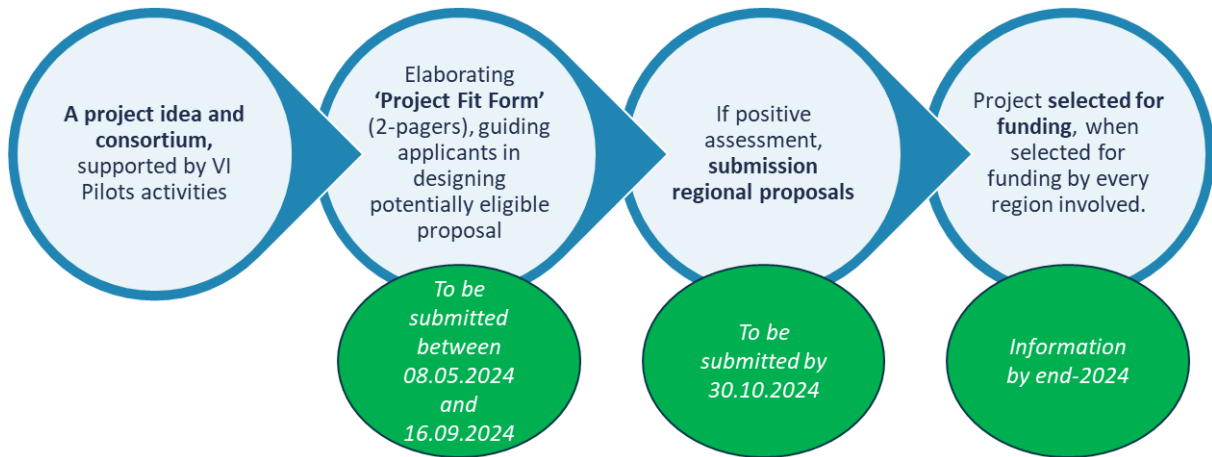 A project idea and
consortium,
supported by VI
Pilots activities
Elaborating
‘Project Fit Form’
(2-pagers), guiding
applicants in
designing
potentially eligible
proposal
If positive
assessment,
submission
regional proposals
Project selected for
funding, when
selected for
funding by every
region involved.
To be
submitted
between
08.05.2024
and
16.09.2024
To be
submitted by
30.10.2024
Information
by end-2024